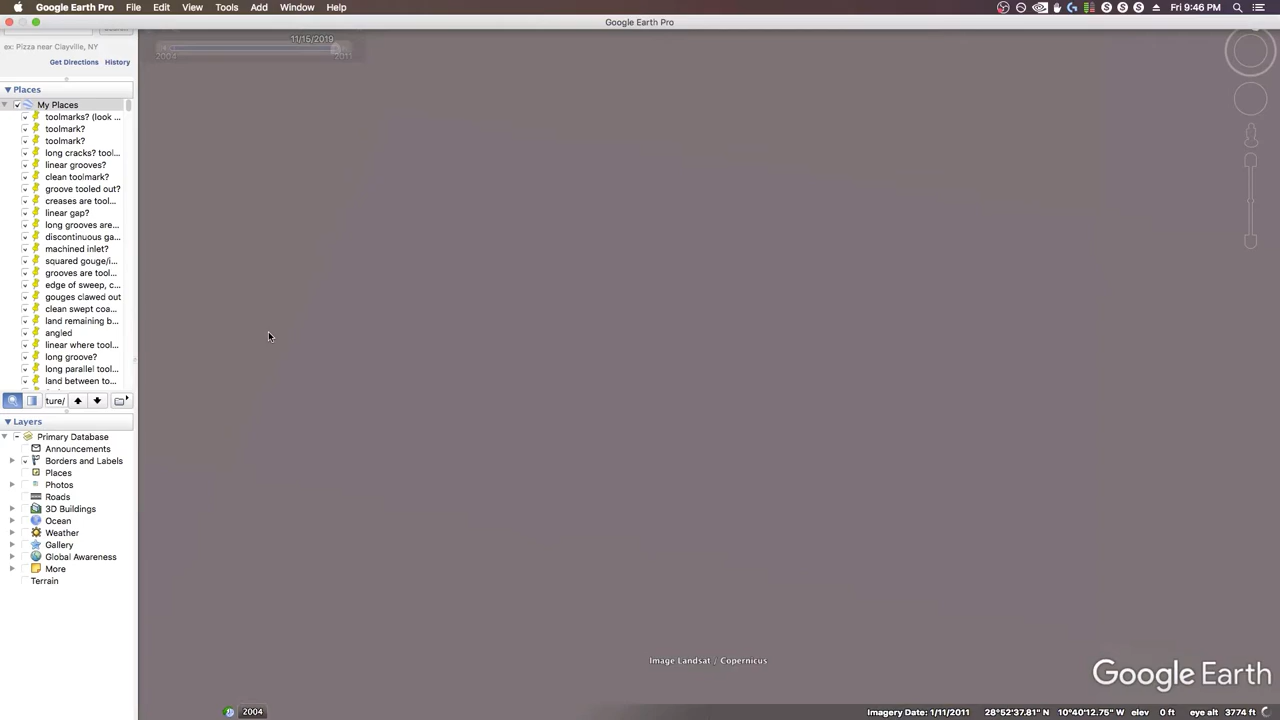 Google Earth Pro File Edit View Tools Add Window Help
Fri 9:46 PM
Google Earth Pro
Search
ex: Pizza near Clayville, NY
Get Directions History
11/15/2019
2004 2011
Places
My Places
toolmarks? (look ...
toolmark?
toolmark?
long cracks? tool...
linear grooves?
clean toolmark?
groove tooled out?
creases are tool...
linear gap?
long grooves are...
discontinuous ga...
machined inlet?
squared gouge/i...
grooves are tool...
edge of sweep, c...
gouges clawed out
clean swept coa...
land remaining b...
angled
linear where tool...
long groove?
long parallel tool...
land between to...
ture/
Layers
Primary Database
Announcements
Borders and Labels
Places
Photos
Roads
3D Buildings
Ocean
Weather
Gallery
Global Awareness
More
Terrain
Image Landsat / Copernicus
Google Earth
2004
Imagery Date: 1/11/2011 28°52'37.81" N 10°40'12.75" W elev 0 ft eye alt 3774 ft